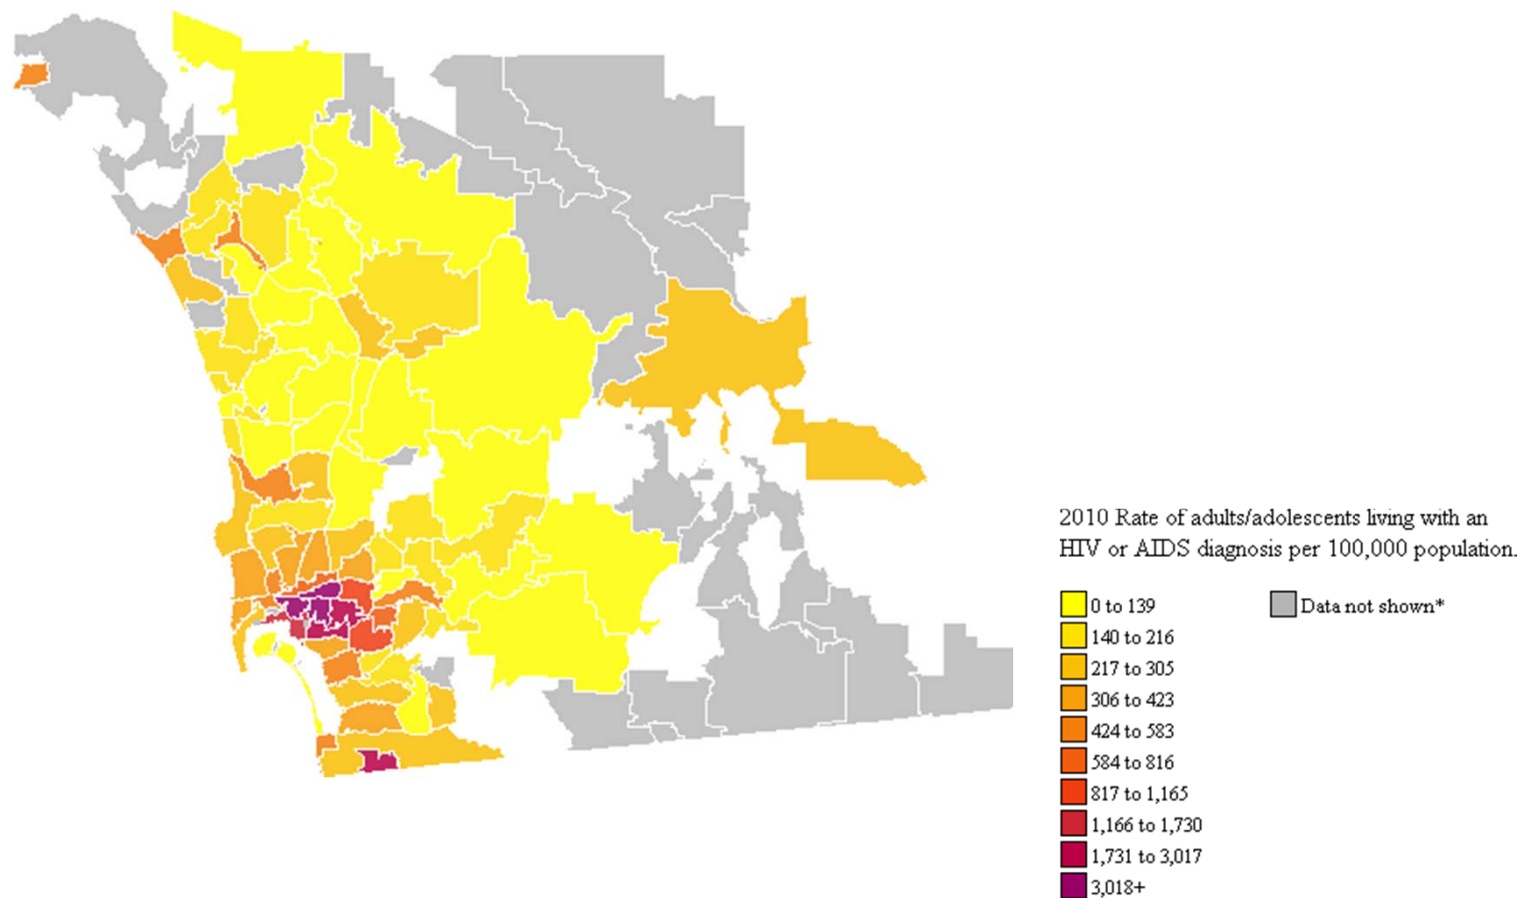 2010 Rate of adults/adolescents living with an
HIV or AIDS diagnosis per 100,000 population.
0 to 139
Data not shown*
140 to 216
217 to 305
306 to 423
424 to 583
584 to 816
817 to 1,165
1,166 to 1,730
1,731 to 3,017
3,018+